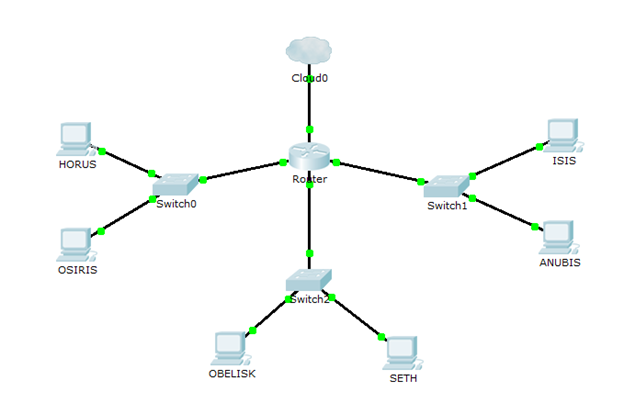 Cloud0
HORUS
ISIS
Router
Switch0
Switch1
OSIRIS
ANUBIS
Switch2
OBELISK
SETH